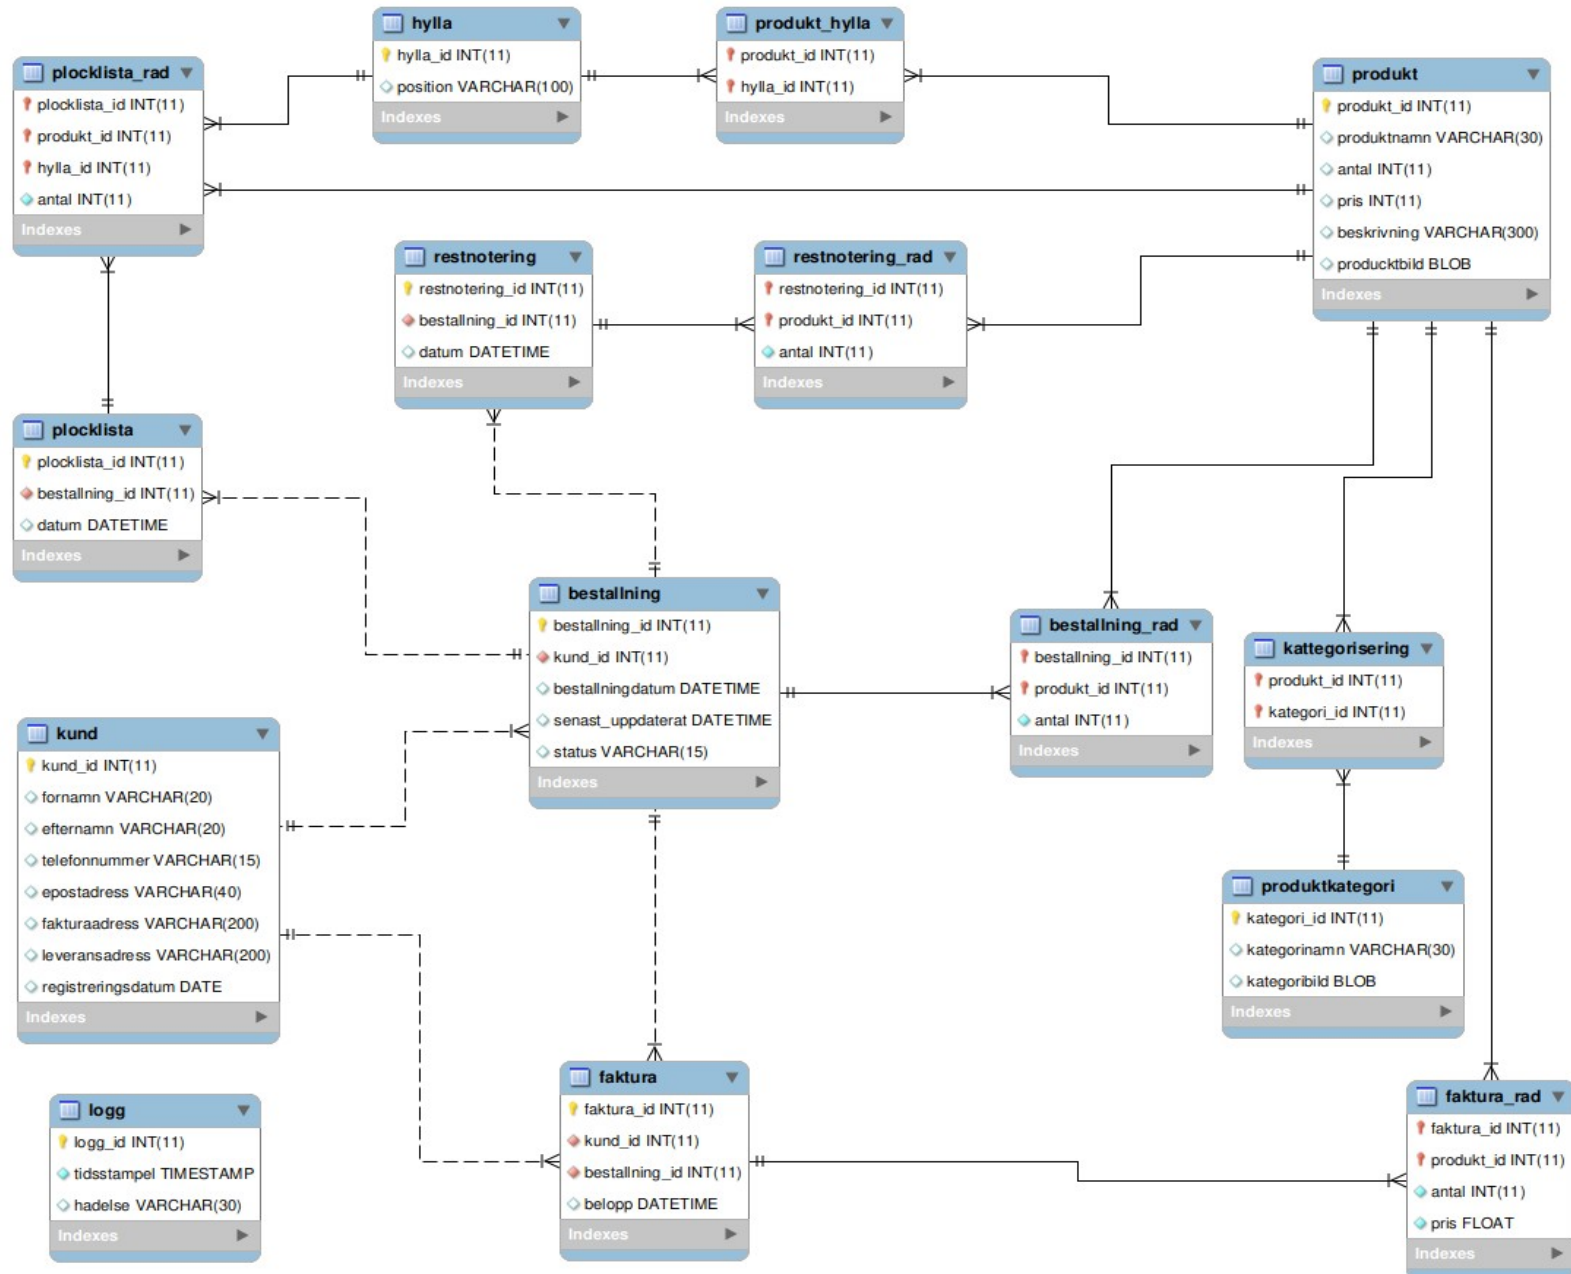 hylla
hylla_id INT(11)
position VARCHAR(100)
Indexes
produkt_hylla
produkt_id INT(11)
hylla_id INT(11)
Indexes
plocklista_rad
plocklista_id INT(11)
produkt_id INT(11)
hylla_id INT(11)
antal INT(11)
Indexes
produkt
produkt_id INT(11)
produktnamn VARCHAR(30)
antal INT(11)
pris INT(11)
beskrivning VARCHAR(300)
producktbild BLOB
Indexes
restnotering
restnotering_id INT(11)
bestallning_id INT(11)
datum DATETIME
Indexes
restnotering_rad
restnotering_id INT(11)
produkt_id INT(11)
antal INT(11)
Indexes
plocklista
plocklista_id INT(11)
bestallning_id INT(11)
datum DATETIME
Indexes
bestallning
bestallning_id INT(11)
kund_id INT(11)
bestallningdatum DATETIME
senast_uppdaterat DATETIME
status VARCHAR(15)
Indexes
bestallning_rad
bestallning_id INT(11)
produkt_id INT(11)
antal INT(11)
Indexes
kattegorisering
produkt_id INT(11)
kategori_id INT(11)
Indexes
kund
kund_id INT(11)
fornamn VARCHAR(20)
efternamn VARCHAR(20)
telefonnummer VARCHAR(15)
epostadress VARCHAR(40)
fakturaadress VARCHAR(200)
leveransadress VARCHAR(200)
registreringsdatum DATE
Indexes
produktkategori
kategori_id INT(11)
kategorinamn VARCHAR(30)
kategoribild BLOB
Indexes
logg
logg_id INT(11)
tidsstampel TIMESTAMP
hadelse VARCHAR(30)
Indexes
faktura
faktura_id INT(11)
kund_id INT(11)
bestallning_id INT(11)
belopp DATETIME
Indexes
faktura_rad
faktura_id INT(11)
produkt_id INT(11)
antal INT(11)
pris FLOAT
Indexes